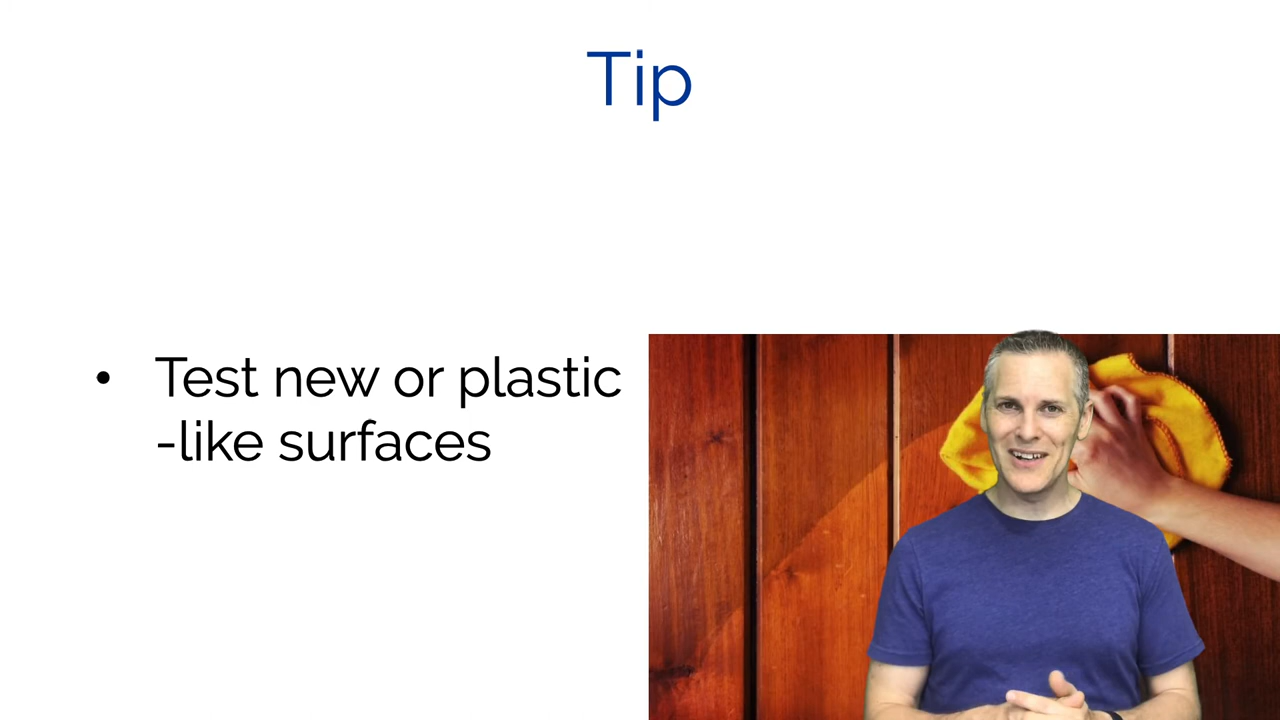 Tip
• Test new or plastic
-like surfaces